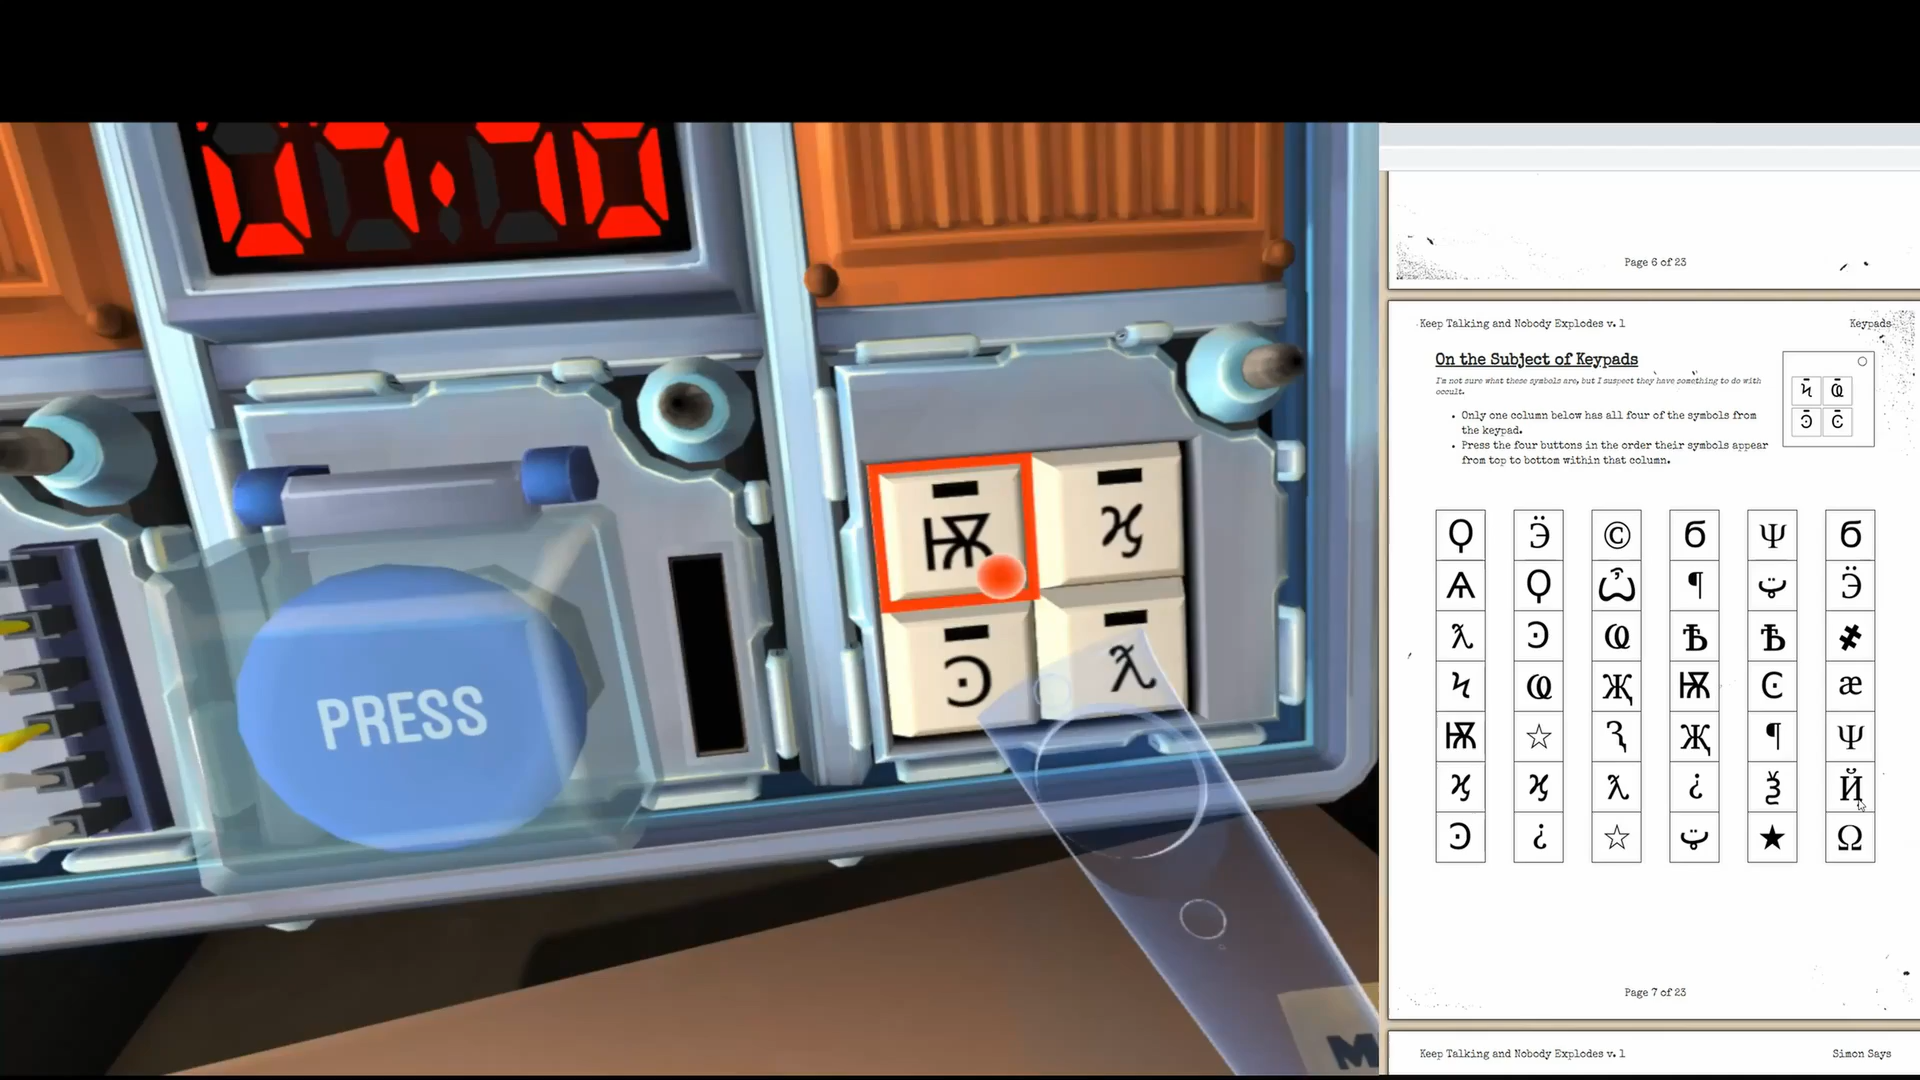 PRESS
Ѭ ϗ
Ͽ ƛ
Page 6 of 23
Keep Talking and Nobody Explodes v. 1
Keypads
On the Subject of Keypads
I'm not sure what these symbols are, but I suspect they have something to do with
occult.
Only one column below has all four of the symbols from
the keypad.
Press the four buttons in the order their symbols appear
from top to bottom within that column.
Ϙ Ӭ © б Ψ б
Ѧ Ϙ Ѽ ¶ ټ Ӭ
ƛ Ͽ Ҩ Ѣ Ѣ ҂
Ϟ Ҩ Җ Ѭ Ͼ æ
Ѭ ☆ Ԇ Җ ¶ Ψ
ϗ ϗ ƛ ¿ Ѯ Ҋ
Ͽ ¿ ☆ ټ ★ Ω
Page 7 of 23
Keep Talking and Nobody Explodes v. 1
Simon Says